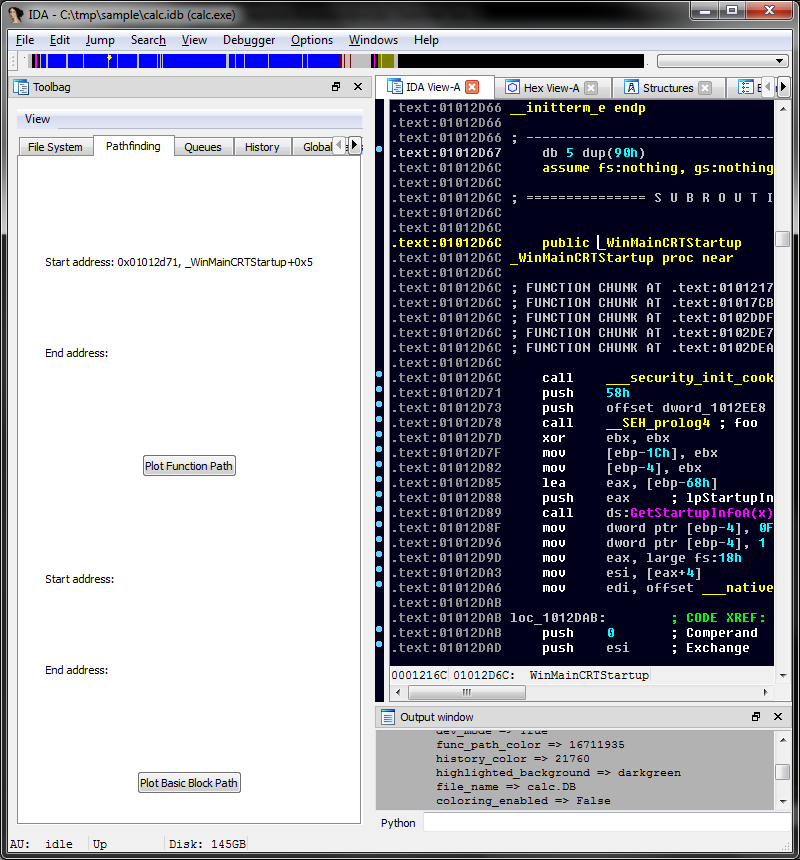 IDA - C:\tmp\sample\calc.idb (calc.exe)
File Edit Jump Search View Debugger Options Windows Help
Toolbag
View
File System Pathfinding Queues History Global
Start address: 0x01012d71, _WinMainCRTStartup+0x5
End address:
Plot Function Path
Start address:
End address:
Plot Basic Block Path
IDA View-A Hex View-A Structures
.text:01012D66 __initterm_e endp
.text:01012D66
.text:01012D66 ; ---------------------------------
.text:01012D67 db 5 dup(90h)
.text:01012D6C assume fs:nothing, gs:nothing
.text:01012D6C
.text:01012D6C ; =============== S U B R O U T I
.text:01012D6C
.text:01012D6C
.text:01012D6C public _WinMainCRTStartup
.text:01012D6C _WinMainCRTStartup proc near
.text:01012D6C
.text:01012D6C ; FUNCTION CHUNK AT .text:0101217
.text:01012D6C ; FUNCTION CHUNK AT .text:01017CB
.text:01012D6C ; FUNCTION CHUNK AT .text:0102DDF
.text:01012D6C ; FUNCTION CHUNK AT .text:0102DE7
.text:01012D6C ; FUNCTION CHUNK AT .text:0102DEA
.text:01012D6C
.text:01012D6C call ___security_init_cook
.text:01012D71 push 58h
.text:01012D73 push offset dword_1012EE8
.text:01012D78 call __SEH_prolog4 ; foo
.text:01012D7D xor ebx, ebx
.text:01012D7F mov [ebp-1Ch], ebx
.text:01012D82 mov [ebp-4], ebx
.text:01012D85 lea eax, [ebp-68h]
.text:01012D88 push eax ; lpStartupIn
.text:01012D89 call ds:GetStartupInfoA(x)
.text:01012D8F mov dword ptr [ebp-4], 0F
.text:01012D96 mov dword ptr [ebp-4], 1
.text:01012D9D mov eax, large fs:18h
.text:01012DA3 mov esi, [eax+4]
.text:01012DA6 mov edi, offset ___native
.text:01012DAB
.text:01012DAB loc_1012DAB: ; CODE XREF:
.text:01012DAB push 0 ; Comperand
.text:01012DAD push esi ; Exchange
0001216C 01012D6C: WinMainCRTStartup
Output window
dev_mode => True
func_path_color => 16711935
history_color => 21760
highlighted_background => darkgreen
file_name => calc.DB
coloring_enabled => False
Python
AU: idle Up Disk: 145GB